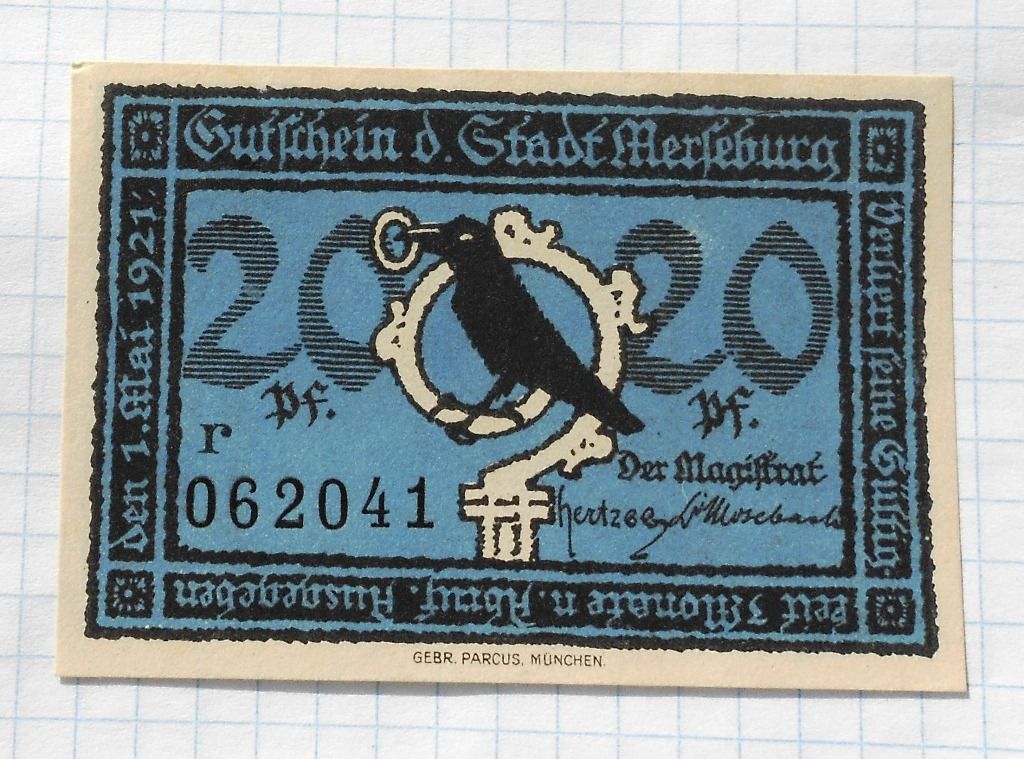 Gutschein d. Stadt Merseburg
Verliert seine Gültig-
keit 3 Monate n. Abruf. Ausgegeben
den 1. Mai 1921.
20 20
Pf. Pf.
r
062041
Der Magistrat
Hertzog
GEBR. PARCUS, MÜNCHEN.